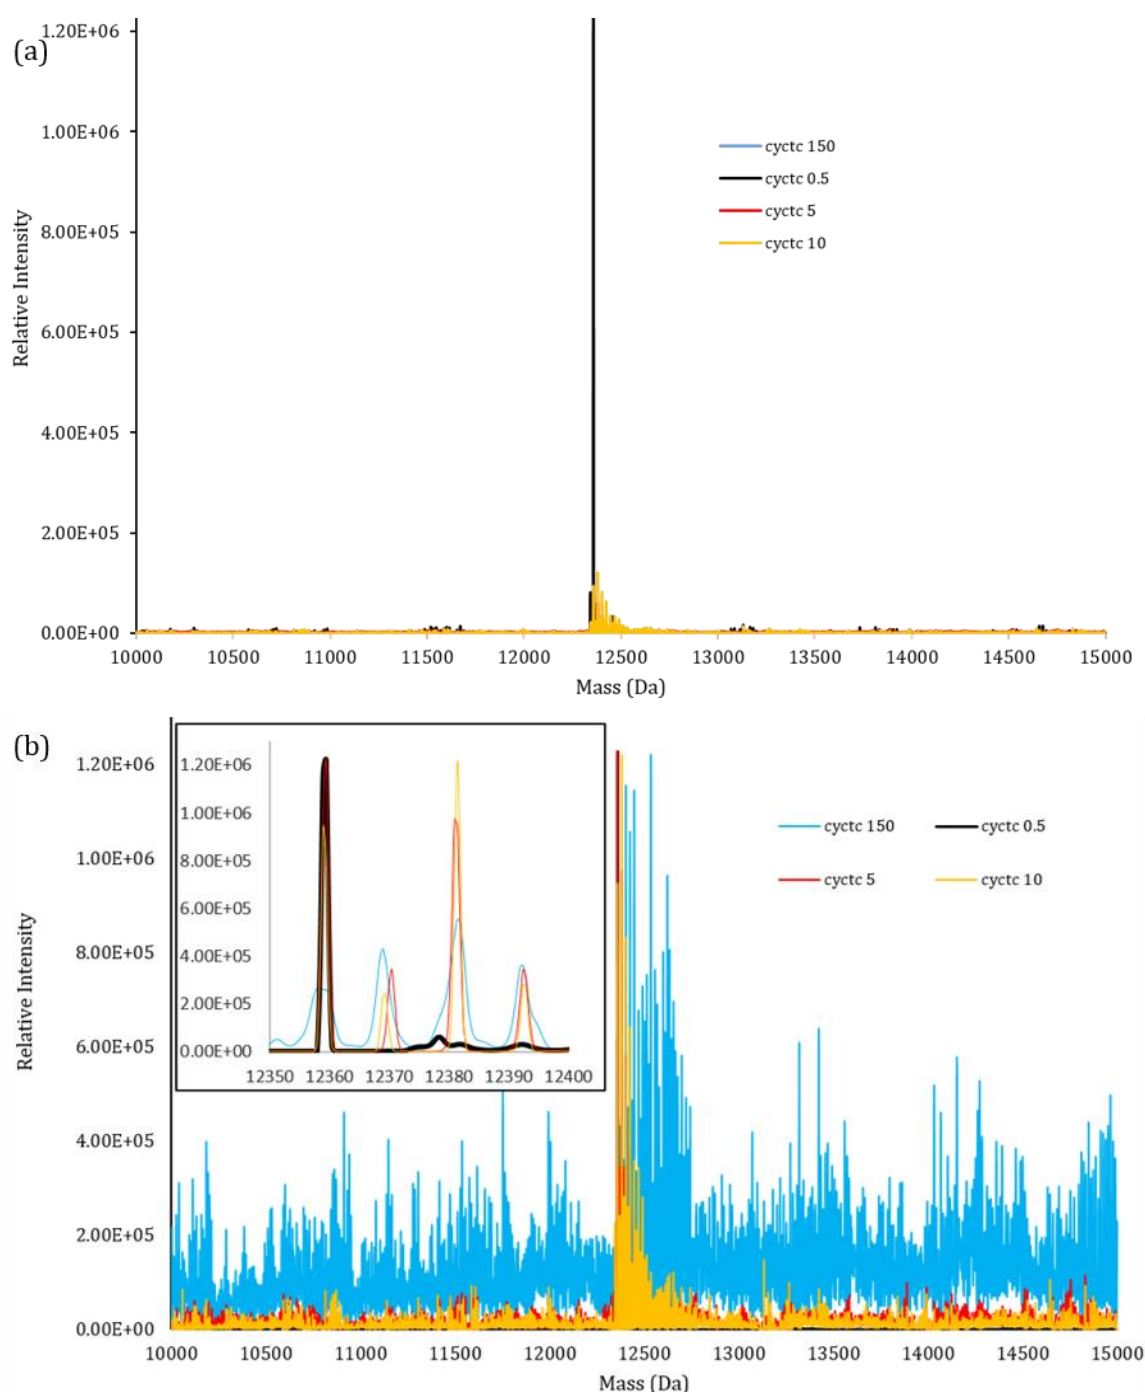 (a)
Relative Intensity
1.20E+06
1.00E+06
8.00E+05
6.00E+05
4.00E+05
2.00E+05
0.00E+00
cyctc 150
cyctc 0.5
cyctc 5
cyctc 10
10000 10500 11000 11500 12000 12500 13000 13500 14000 14500 15000
Mass (Da)
(b)
Relative Intensity
1.20E+06
1.00E+06
8.00E+05
6.00E+05
4.00E+05
2.00E+05
0.00E+00
1.20E+06
1.00E+06
8.00E+05
6.00E+05
4.00E+05
2.00E+05
0.00E+00
12350 12360 12370 12380 12390 12400
cyctc 150 cyctc 0.5
cyctc 5 cyctc 10
10000 10500 11000 11500 12000 12500 13000 13500 14000 14500 15000
Mass (Da)